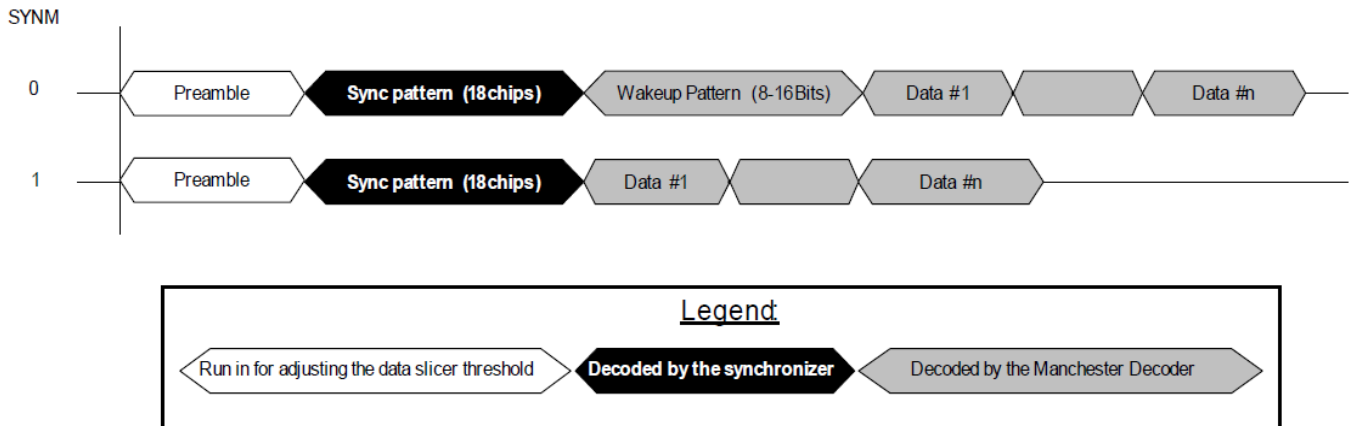 SYNM
0 Preamble Sync pattern (18chips) Wakeup Pattern (8-16Bits) Data #1 Data #n
1 Preamble Sync pattern (18chips) Data #1 Data #n
Legend:
Run in for adjusting the data slicer threshold Decoded by the synchronizer Decoded by the Manchester Decoder